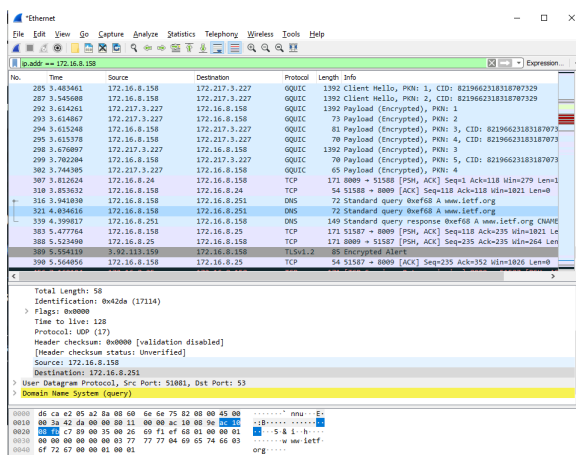 *Ethernet
File Edit View Go Capture Analyze Statistics Telephony Wireless Tools Help
ip.addr == 172.16.8.158 Expression...
No. Time Source Destination Protocol Length Info
285 3.483461 172.16.8.158 172.217.3.227 GQUIC 1392 Client Hello, PKN: 1, CID: 8219662318318707329
287 3.545608 172.16.8.158 172.217.3.227 GQUIC 1392 Client Hello, PKN: 2, CID: 8219662318318707329
292 3.614261 172.217.3.227 172.16.8.158 GQUIC 1392 Payload (Encrypted), PKN: 1
293 3.614867 172.217.3.227 172.16.8.158 GQUIC 73 Payload (Encrypted), PKN: 2
294 3.615248 172.16.8.158 172.217.3.227 GQUIC 81 Payload (Encrypted), PKN: 3, CID: 82196623183187073
295 3.615378 172.16.8.158 172.217.3.227 GQUIC 70 Payload (Encrypted), PKN: 4, CID: 82196623183187073
298 3.676097 172.217.3.227 172.16.8.158 GQUIC 1392 Payload (Encrypted), PKN: 3
299 3.702204 172.16.8.158 172.217.3.227 GQUIC 70 Payload (Encrypted), PKN: 5, CID: 82196623183187073
302 3.744305 172.217.3.227 172.16.8.158 GQUIC 65 Payload (Encrypted), PKN: 4
307 3.812624 172.16.8.24 172.16.8.158 TCP 171 8009 → 51588 [PSH, ACK] Seq=1 Ack=118 Win=279 Len=1
310 3.853632 172.16.8.158 172.16.8.24 TCP 54 51588 → 8009 [ACK] Seq=118 Ack=118 Win=1021 Len=0
316 3.941030 172.16.8.158 172.16.8.251 DNS 72 Standard query 0xef68 A www.ietf.org
321 4.034616 172.16.8.158 172.16.8.251 DNS 72 Standard query 0xef68 A www.ietf.org
339 4.399817 172.16.8.251 172.16.8.158 DNS 149 Standard query response 0xef68 A www.ietf.org CNAME
383 5.477764 172.16.8.158 172.16.8.25 TCP 171 51587 → 8009 [PSH, ACK] Seq=118 Ack=235 Win=1021 Le
388 5.523490 172.16.8.25 172.16.8.158 TCP 171 8009 → 51587 [PSH, ACK] Seq=235 Ack=235 Win=264 Len
389 5.554119 3.92.113.159 172.16.8.158 TLSv1.2 85 Encrypted Alert
390 5.564056 172.16.8.158 172.16.8.25 TCP 54 51587 → 8009 [ACK] Seq=235 Ack=352 Win=1026 Len=0
Total Length: 58
Identification: 0x42da (17114)
Flags: 0x0000
Time to live: 128
Protocol: UDP (17)
Header checksum: 0x0000 [validation disabled]
[Header checksum status: Unverified]
Source: 172.16.8.158
Destination: 172.16.8.251
User Datagram Protocol, Src Port: 51081, Dst Port: 53
Domain Name System (query)
0000 d6 ca e2 05 a2 8a 08 60 6e 6e 75 82 08 00 45 00 ·······` nnu···E·
0010 00 3a 42 da 00 00 80 11 00 00 ac 10 08 9e ac 10 ·:B····· ········
0020 08 fb c7 89 00 35 00 26 69 f1 ef 68 01 00 00 01 ·····5·& i··h····
0030 00 00 00 00 00 00 03 77 77 77 04 69 65 74 66 03 ·······w ww·ietf·
0040 6f 72 67 00 00 01 00 01 org·····